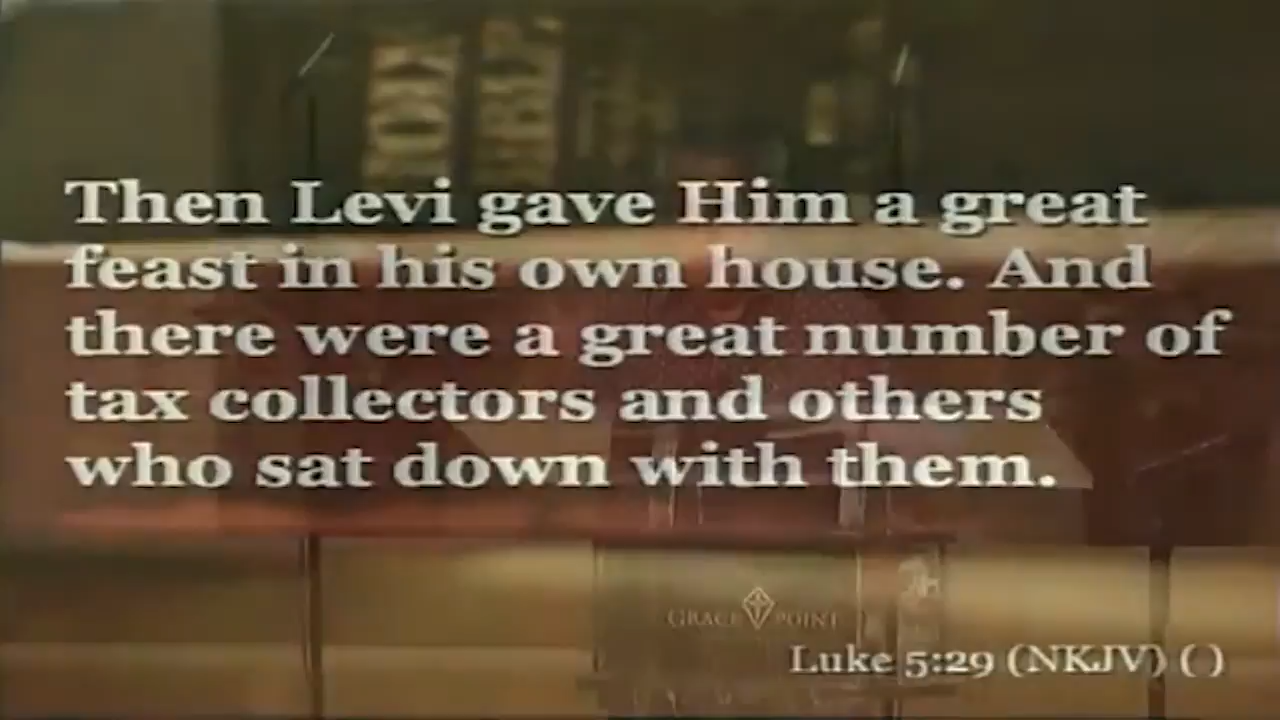 Then Levi gave Him a great
feast in his own house. And
there were a great number of
tax collectors and others
who sat down with them.
GRACE POINT
Luke 5:29 (NKJV) ( )